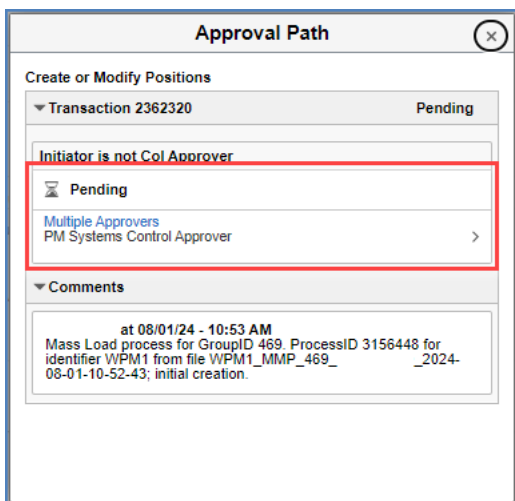 Approval Path
Create or Modify Positions
Transaction 2362320 Pending
Initiator is not Col Approver
Pending
Multiple Approvers
PM Systems Control Approver
Comments
at 08/01/24 - 10:53 AM
Mass Load process for GroupID 469. ProcessID 3156448 for
identifier WPM1 from file WPM1_MMP_469_ _2024-
08-01-10-52-43; initial creation.